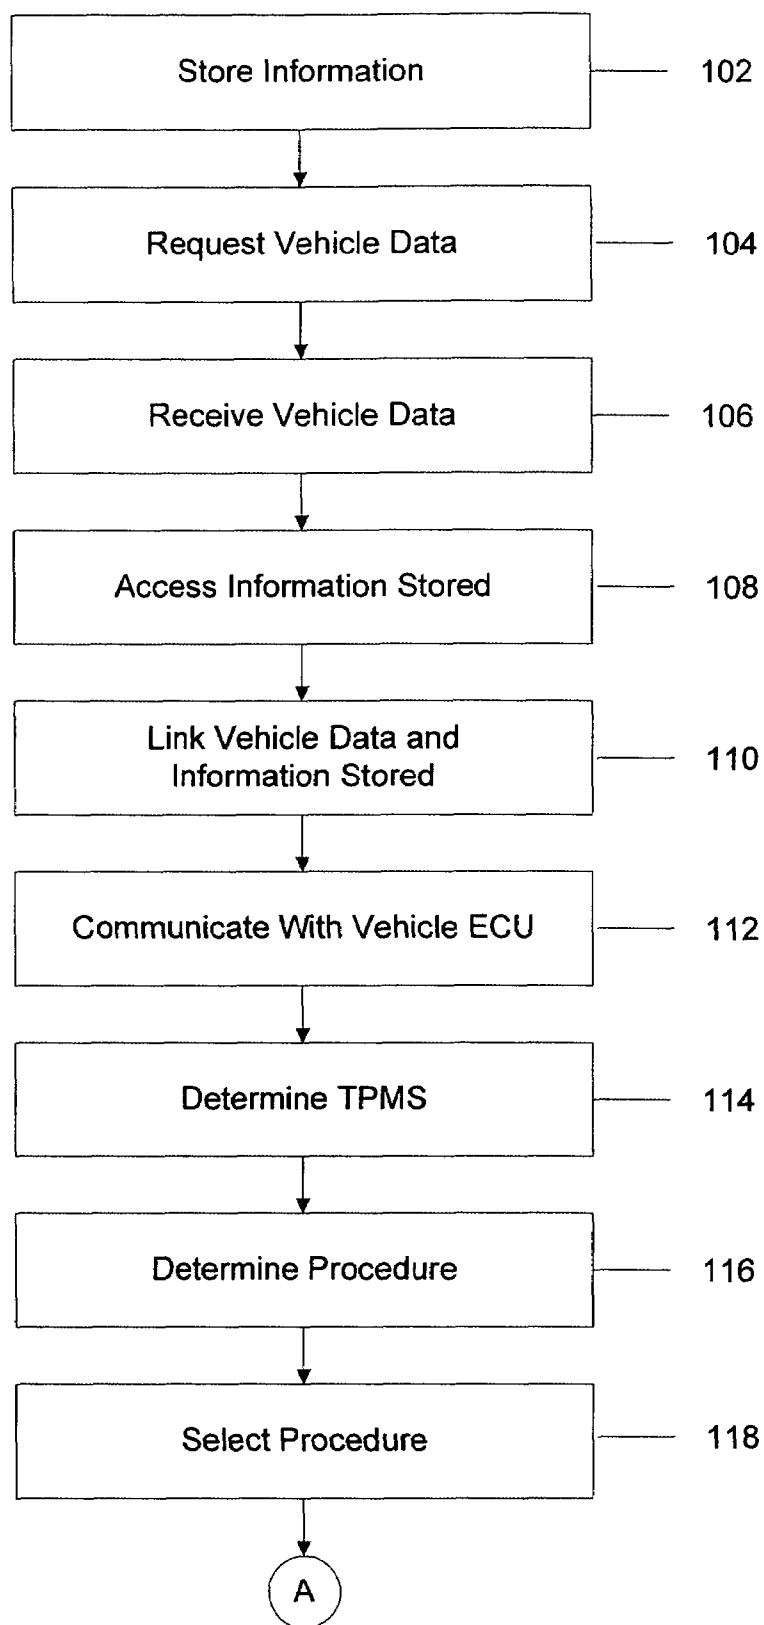 Store Information
102
Request Vehicle Data
104
Receive Vehicle Data
106
Access Information Stored
108
Link Vehicle Data and
Information Stored
110
Communicate With Vehicle ECU
112
Determine TPMS
114
Determine Procedure
116
Select Procedure
118
A